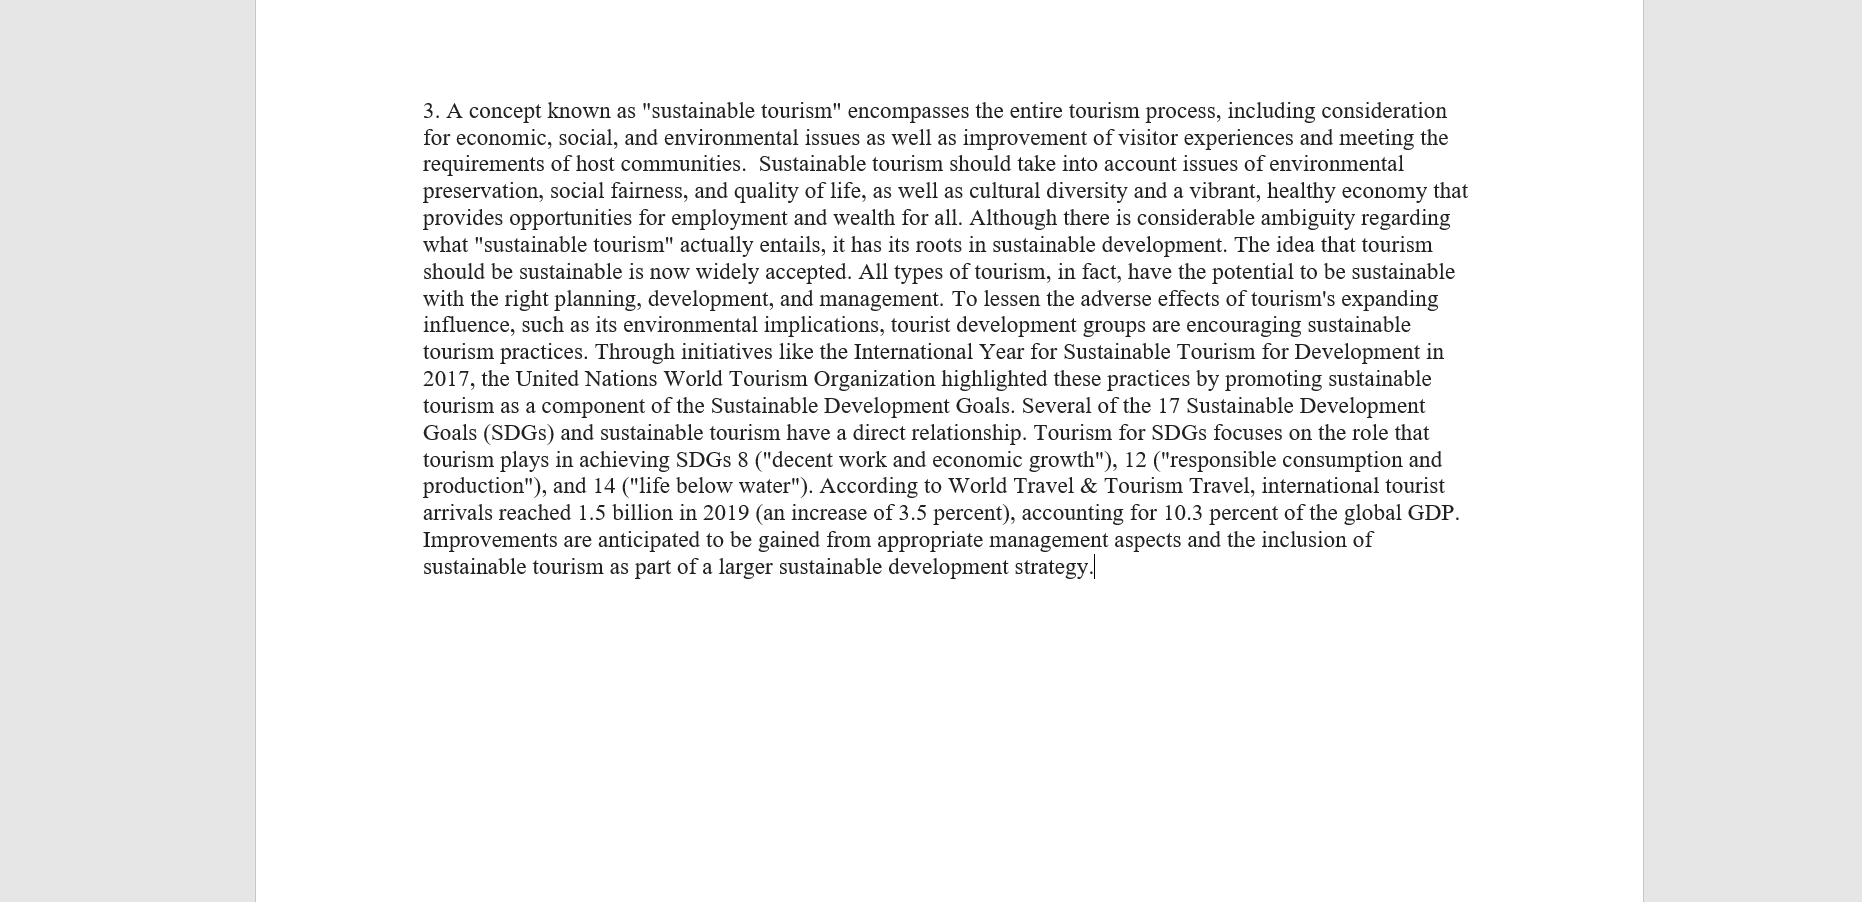 3. A concept known as "sustainable tourism" encompasses the entire tourism process, including consideration
for economic, social, and environmental issues as well as improvement of visitor experiences and meeting the
requirements of host communities.  Sustainable tourism should take into account issues of environmental
preservation, social fairness, and quality of life, as well as cultural diversity and a vibrant, healthy economy that
provides opportunities for employment and wealth for all. Although there is considerable ambiguity regarding
what "sustainable tourism" actually entails, it has its roots in sustainable development. The idea that tourism
should be sustainable is now widely accepted. All types of tourism, in fact, have the potential to be sustainable
with the right planning, development, and management. To lessen the adverse effects of tourism's expanding
influence, such as its environmental implications, tourist development groups are encouraging sustainable
tourism practices. Through initiatives like the International Year for Sustainable Tourism for Development in
2017, the United Nations World Tourism Organization highlighted these practices by promoting sustainable
tourism as a component of the Sustainable Development Goals. Several of the 17 Sustainable Development
Goals (SDGs) and sustainable tourism have a direct relationship. Tourism for SDGs focuses on the role that
tourism plays in achieving SDGs 8 ("decent work and economic growth"), 12 ("responsible consumption and
production"), and 14 ("life below water"). According to World Travel & Tourism Travel, international tourist
arrivals reached 1.5 billion in 2019 (an increase of 3.5 percent), accounting for 10.3 percent of the global GDP.
Improvements are anticipated to be gained from appropriate management aspects and the inclusion of
sustainable tourism as part of a larger sustainable development strategy.